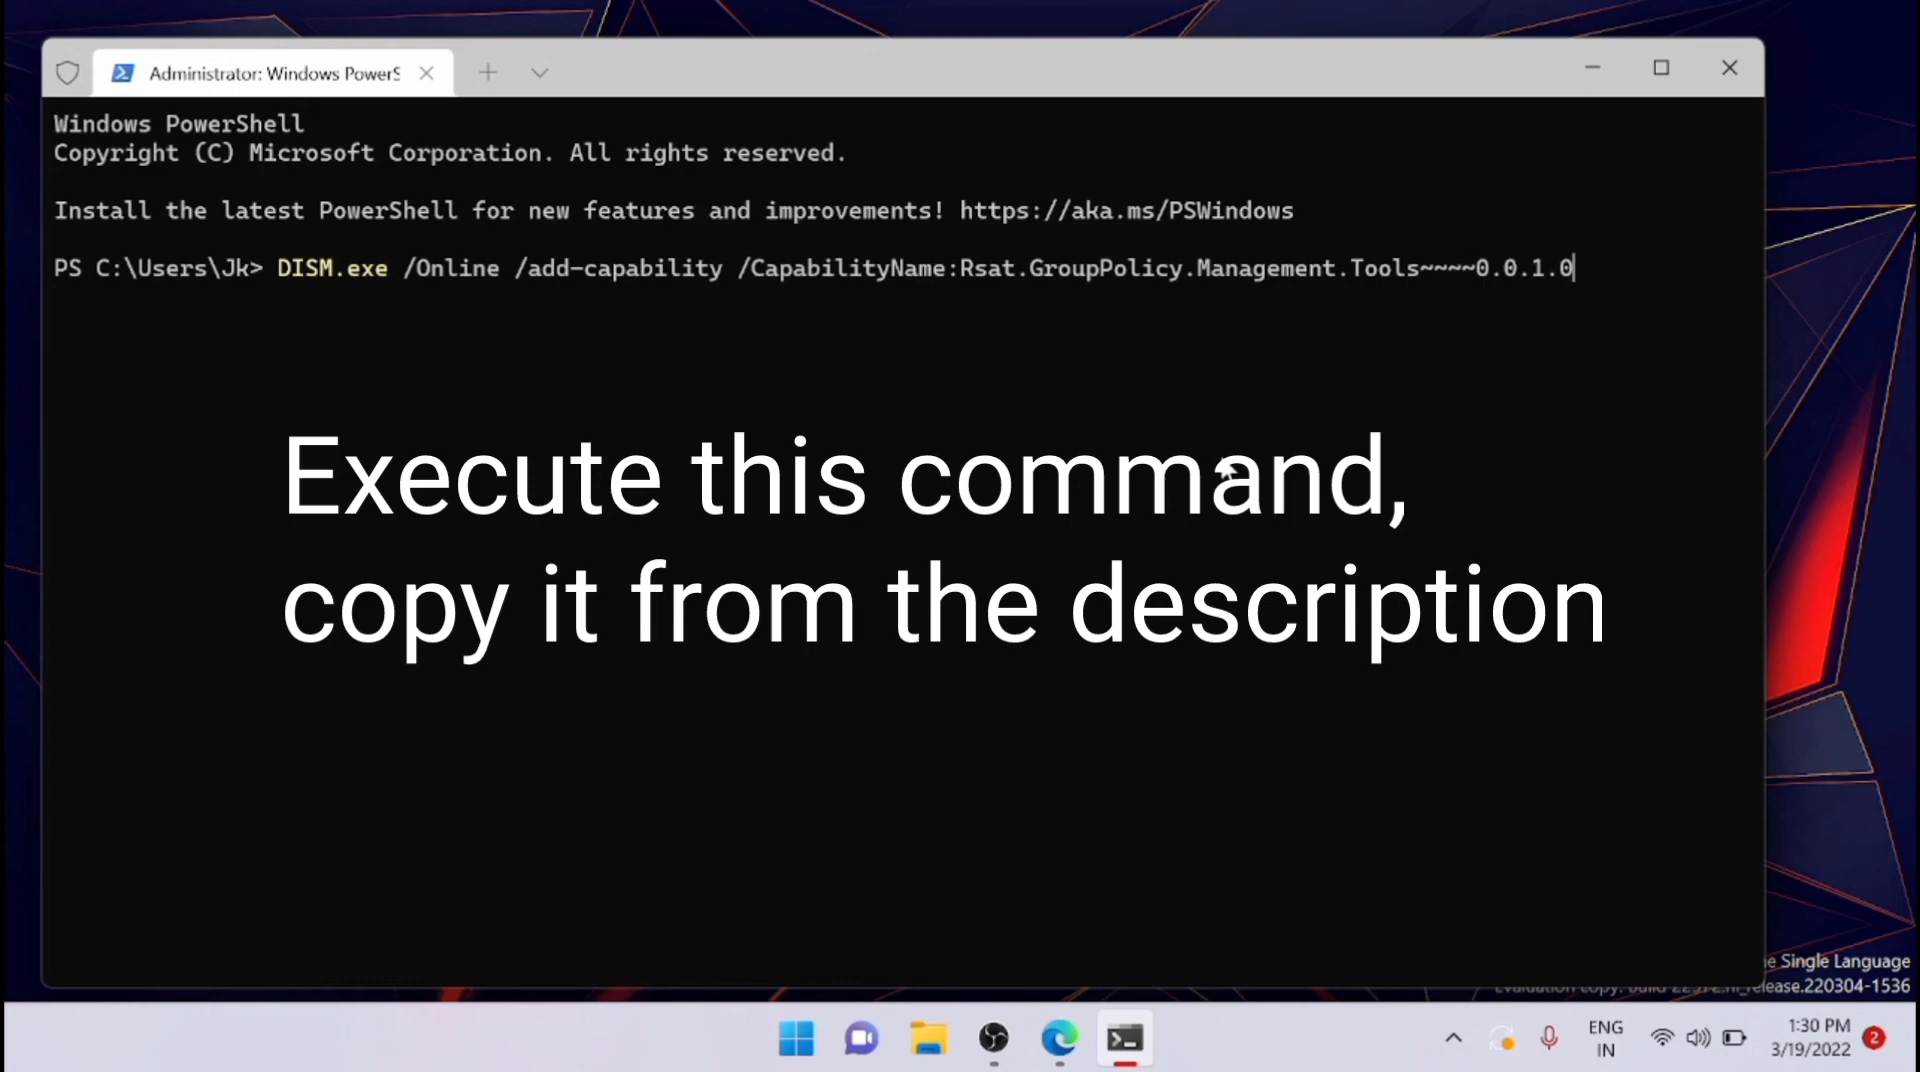 Administrator: Windows PowerS
Windows PowerShell
Copyright (C) Microsoft Corporation. All rights reserved.
Install the latest PowerShell for new features and improvements! https://aka.ms/PSWindows
PS C:\Users\Jk> DISM.exe /Online /add-capability /CapabilityName:Rsat.GroupPolicy.Management.Tools~~~~0.0.1.0
Execute this command,
copy it from the description
Single Language
220304-1536
ENG
IN
1:30 PM
3/19/2022
2